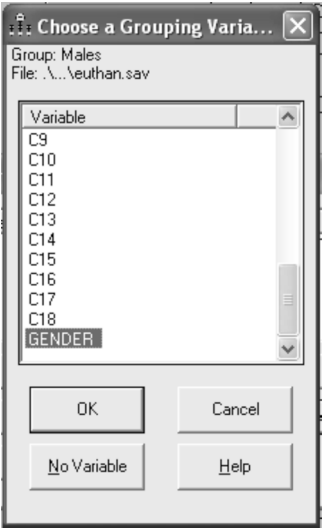 Choose a Grouping Varia...
Group: Males
File: .\...\euthan.sav
Variable
C9
C10
C11
C12
C13
C14
C15
C16
C17
C18
GENDER
OK Cancel
No Variable Help